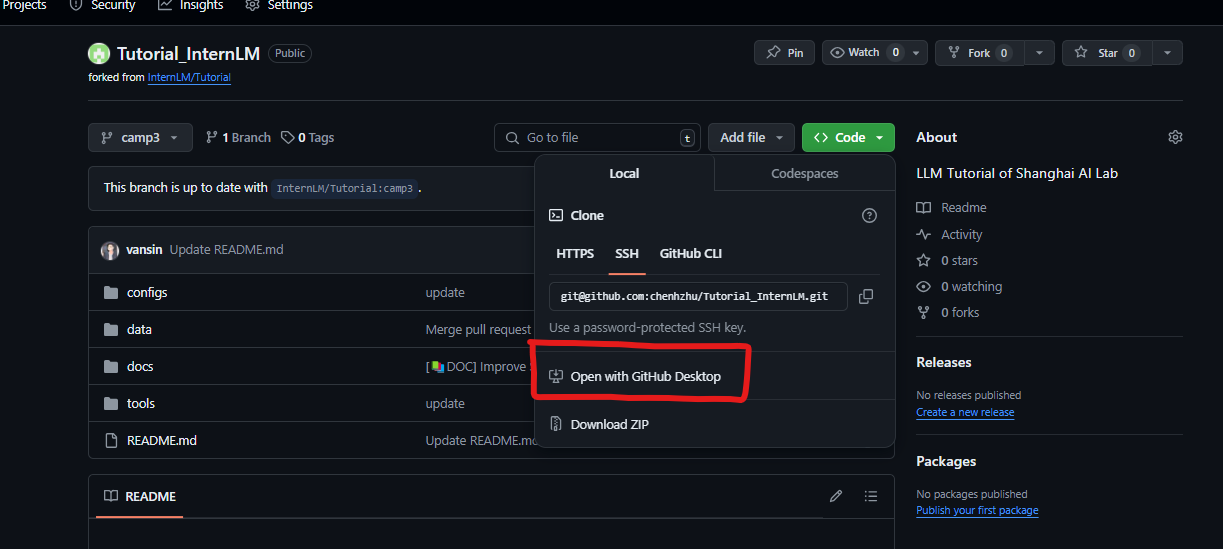 Projects Security Insights Settings
Tutorial_InternLM Public
Pin Watch 0 Fork 0 Star 0
forked from InternLM/Tutorial
camp3 1 Branch 0 Tags Go to file t Add file <> Code
This branch is up to date with InternLM/Tutorial:camp3 .
vansin Update README.md
configs update
data Merge pull request
docs [DOC] Improve
tools update
README.md Update README.md
README
Local Codespaces
Clone
HTTPS SSH GitHub CLI
git@github.com:chenhzhu/Tutorial_InternLM.git
Use a password-protected SSH key.
Open with GitHub Desktop
Download ZIP
About
LLM Tutorial of Shanghai AI Lab
Readme
Activity
0 stars
0 watching
0 forks
Releases
No releases published
Create a new release
Packages
No packages published
Publish your first package